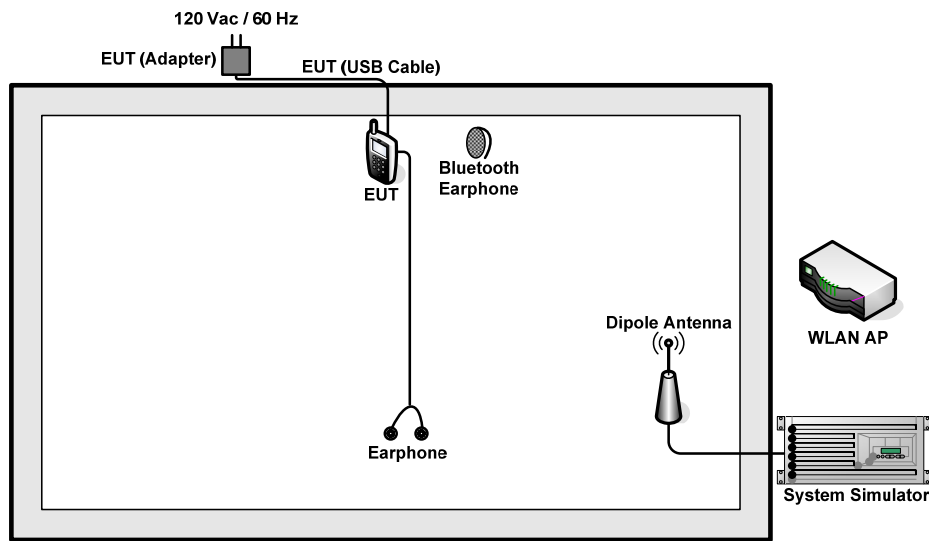 120 Vac / 60 Hz
EUT (Adapter)
EUT (USB Cable)
EUT
Bluetooth
Earphone
Dipole Antenna
WLAN AP
Earphone
System Simulator